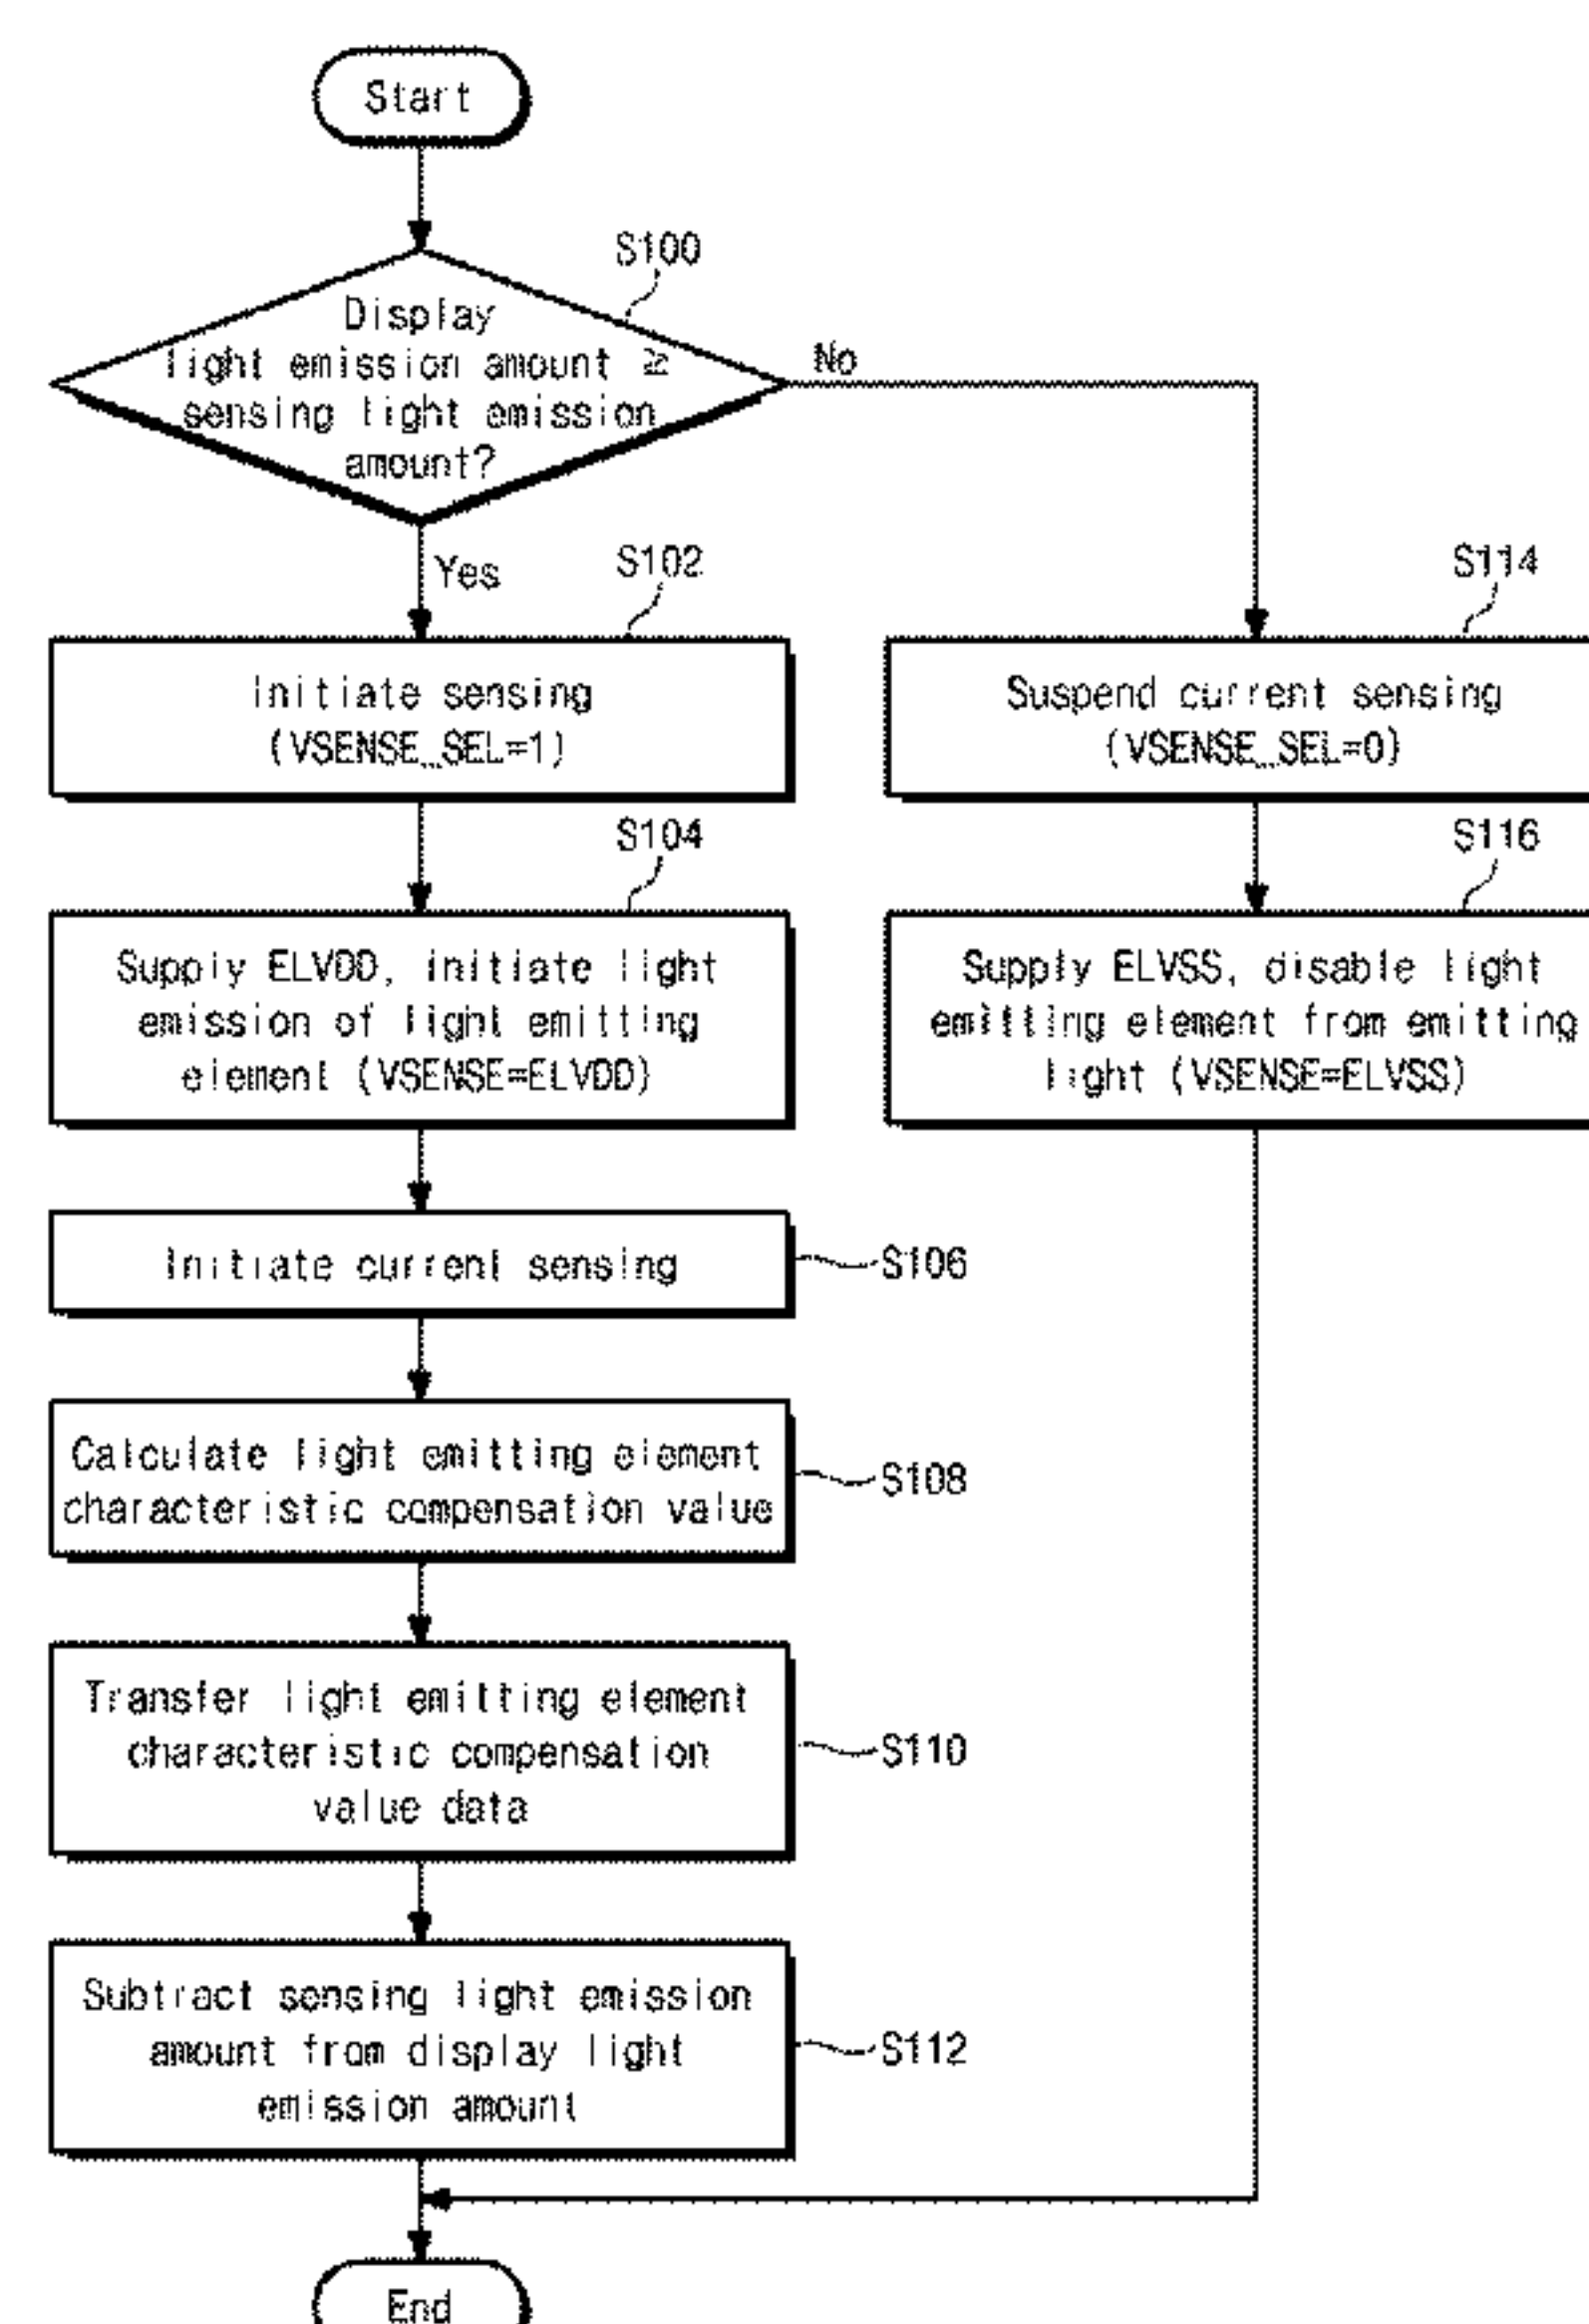 Start
S100
Display
light emission amount ≥
sensing light emission
amount?
No
Yes
S102
Initiate sensing
(VSENSE_SEL=1)
S114
Suspend current sensing
(VSENSE_SEL=0)
S104
Supply ELVDD, initiate light
emission of light emitting
element (VSENSE=ELVDD)
S116
Supply ELVSS, disable light
emitting element from emitting
light (VSENSE=ELVSS)
Initiate current sensing
S106
Calculate light emitting element
characteristic compensation value
S108
Transfer light emitting element
characteristic compensation
value data
S110
Subtract sensing light emission
amount from display light
emission amount
S112
End